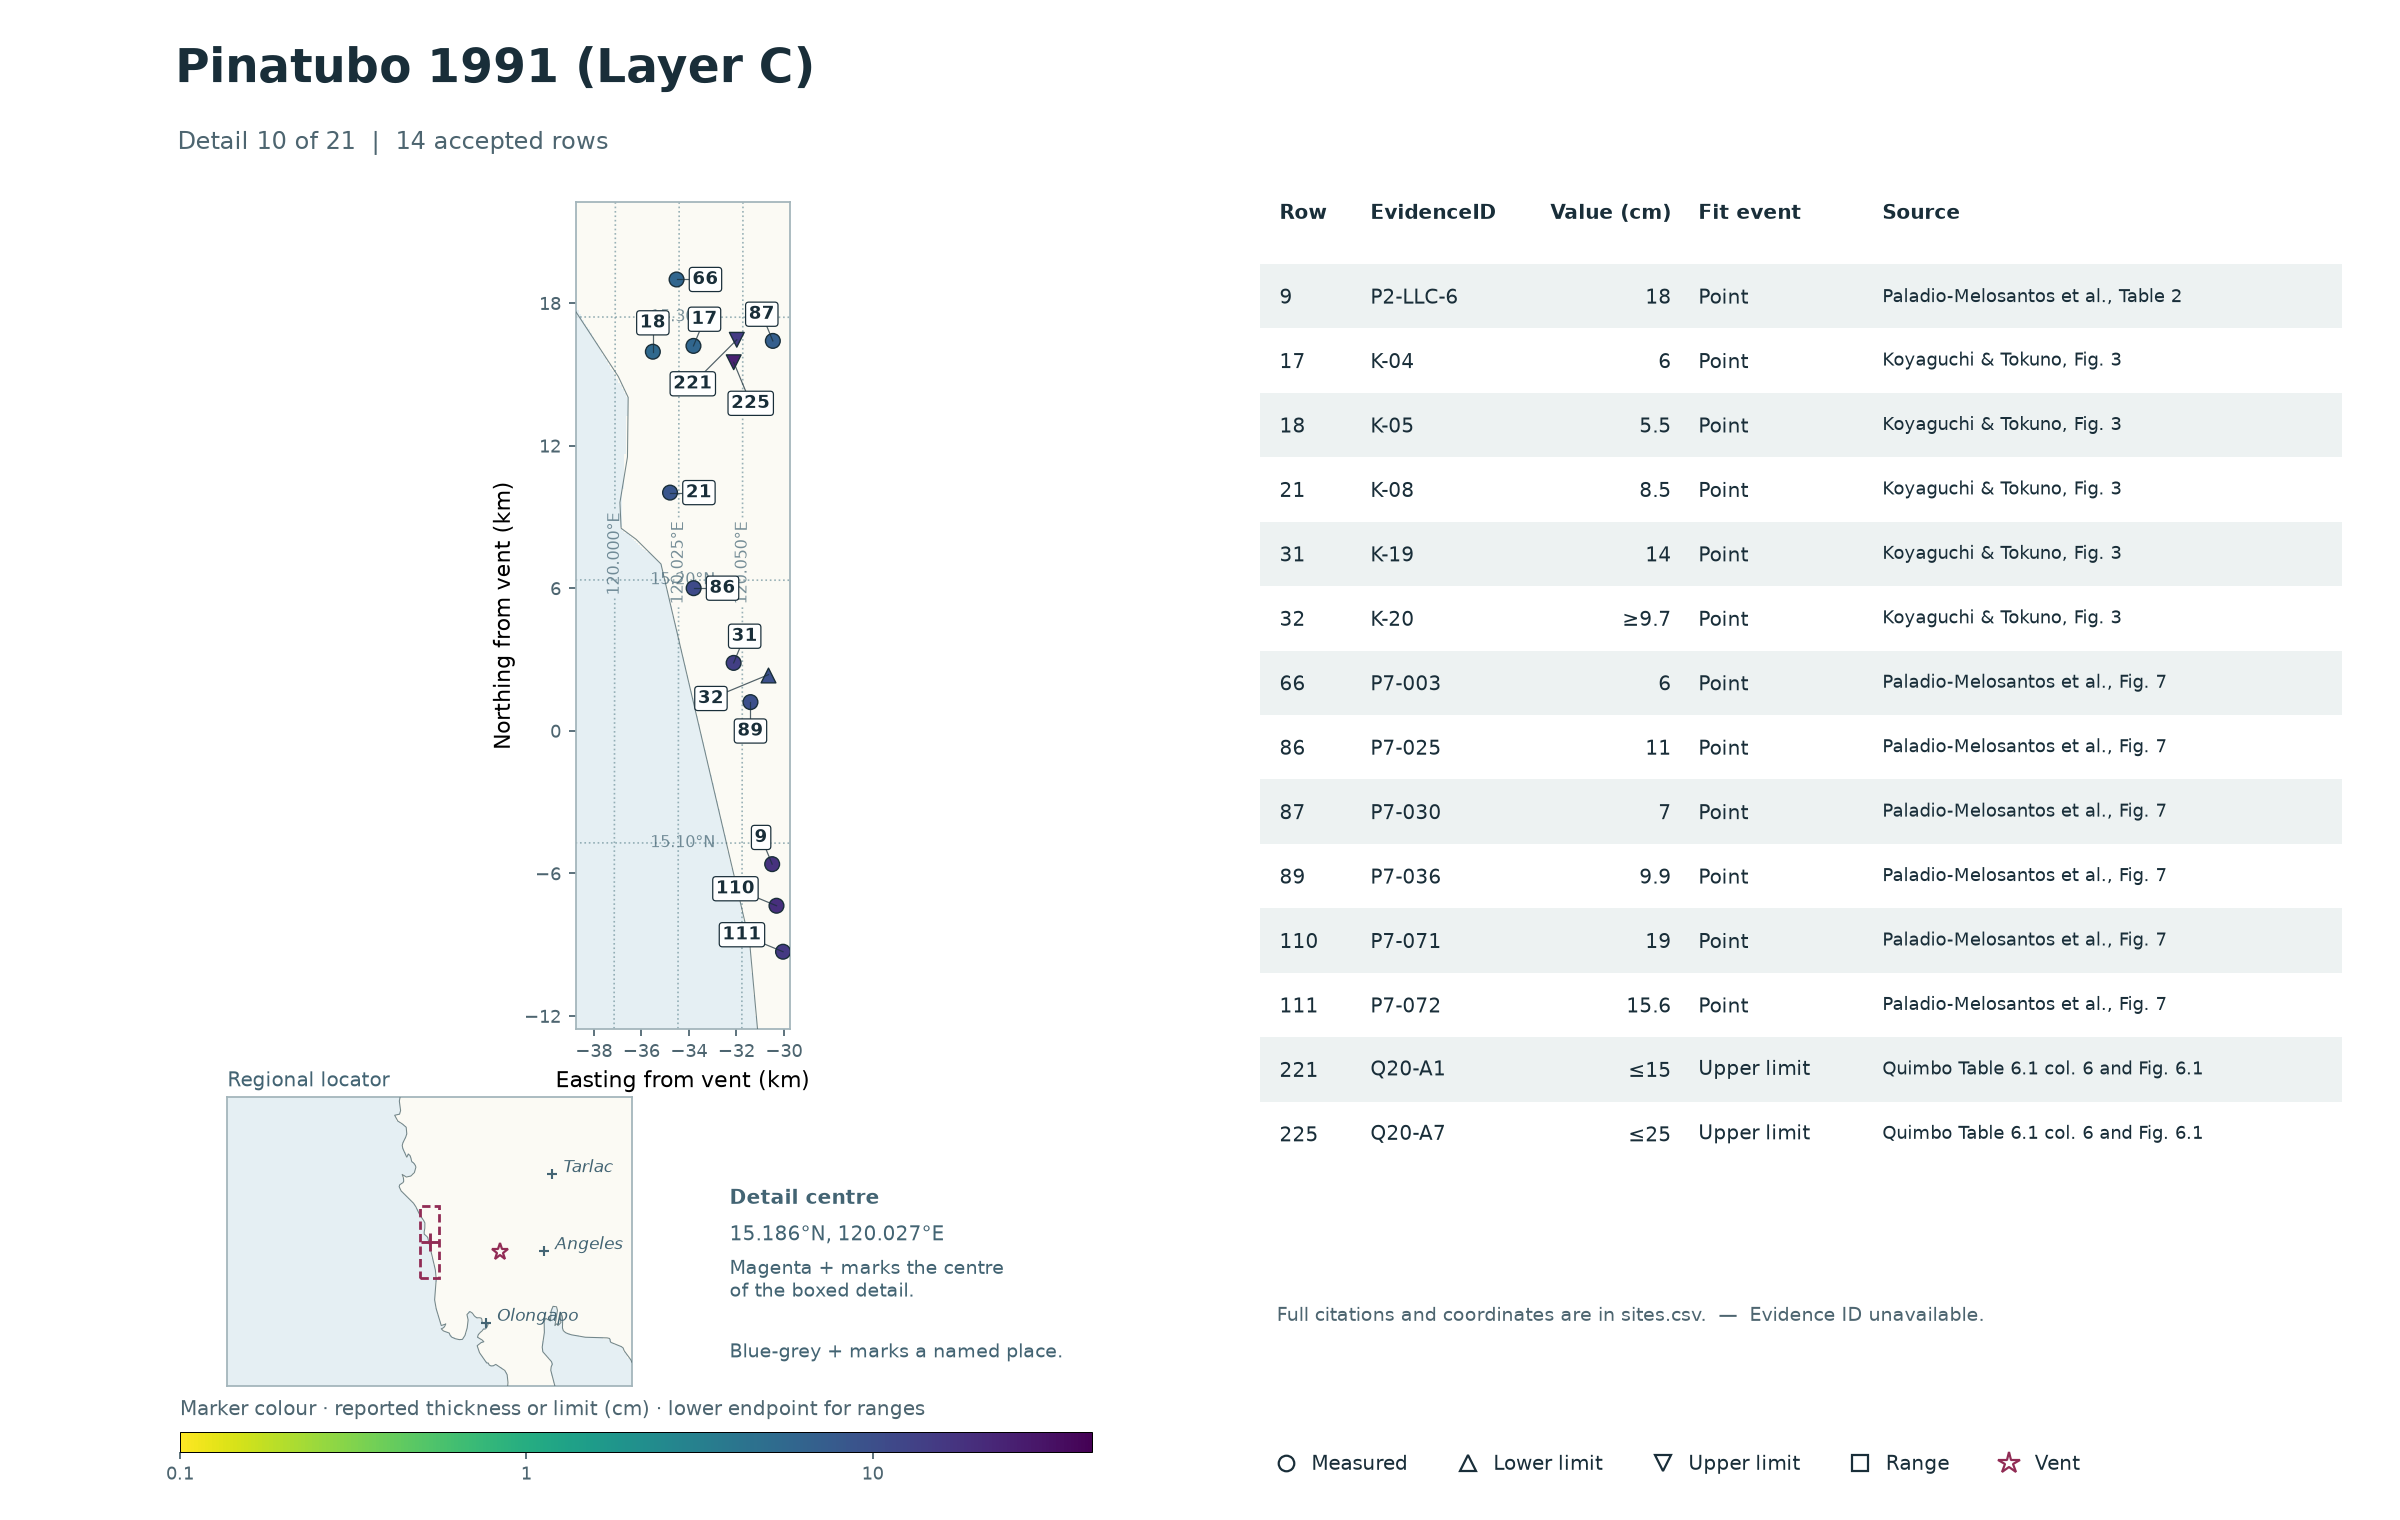 Pinatubo 1991 (Layer C)
Detail 10 of 21 | 14 accepted rows
Northing from vent (km)
18
12
6
0
−6
−12
66
18
17
87
221
225
21
120.000°E
120.025°E
120.050°E
15.20°N
86
31
32
89
15.10°N
9
110
111
−38 −36 −34 −32 −30
Easting from vent (km)
Regional locator
Tarlac
Angeles
Olongapo
Detail centre
15.186°N, 120.027°E
Magenta + marks the centre
of the boxed detail.
Blue-grey + marks a named place.
Marker colour · reported thickness or limit (cm) · lower endpoint for ranges
0.1 1 10
Row EvidenceID Value (cm) Fit event Source
9 P2-LLC-6 18 Point Paladio-Melosantos et al., Table 2
17 K-04 6 Point Koyaguchi & Tokuno, Fig. 3
18 K-05 5.5 Point Koyaguchi & Tokuno, Fig. 3
21 K-08 8.5 Point Koyaguchi & Tokuno, Fig. 3
31 K-19 14 Point Koyaguchi & Tokuno, Fig. 3
32 K-20 ≥9.7 Point Koyaguchi & Tokuno, Fig. 3
66 P7-003 6 Point Paladio-Melosantos et al., Fig. 7
86 P7-025 11 Point Paladio-Melosantos et al., Fig. 7
87 P7-030 7 Point Paladio-Melosantos et al., Fig. 7
89 P7-036 9.9 Point Paladio-Melosantos et al., Fig. 7
110 P7-071 19 Point Paladio-Melosantos et al., Fig. 7
111 P7-072 15.6 Point Paladio-Melosantos et al., Fig. 7
221 Q20-A1 ≤15 Upper limit Quimbo Table 6.1 col. 6 and Fig. 6.1
225 Q20-A7 ≤25 Upper limit Quimbo Table 6.1 col. 6 and Fig. 6.1
Full citations and coordinates are in sites.csv. — Evidence ID unavailable.
Measured Lower limit Upper limit Range Vent